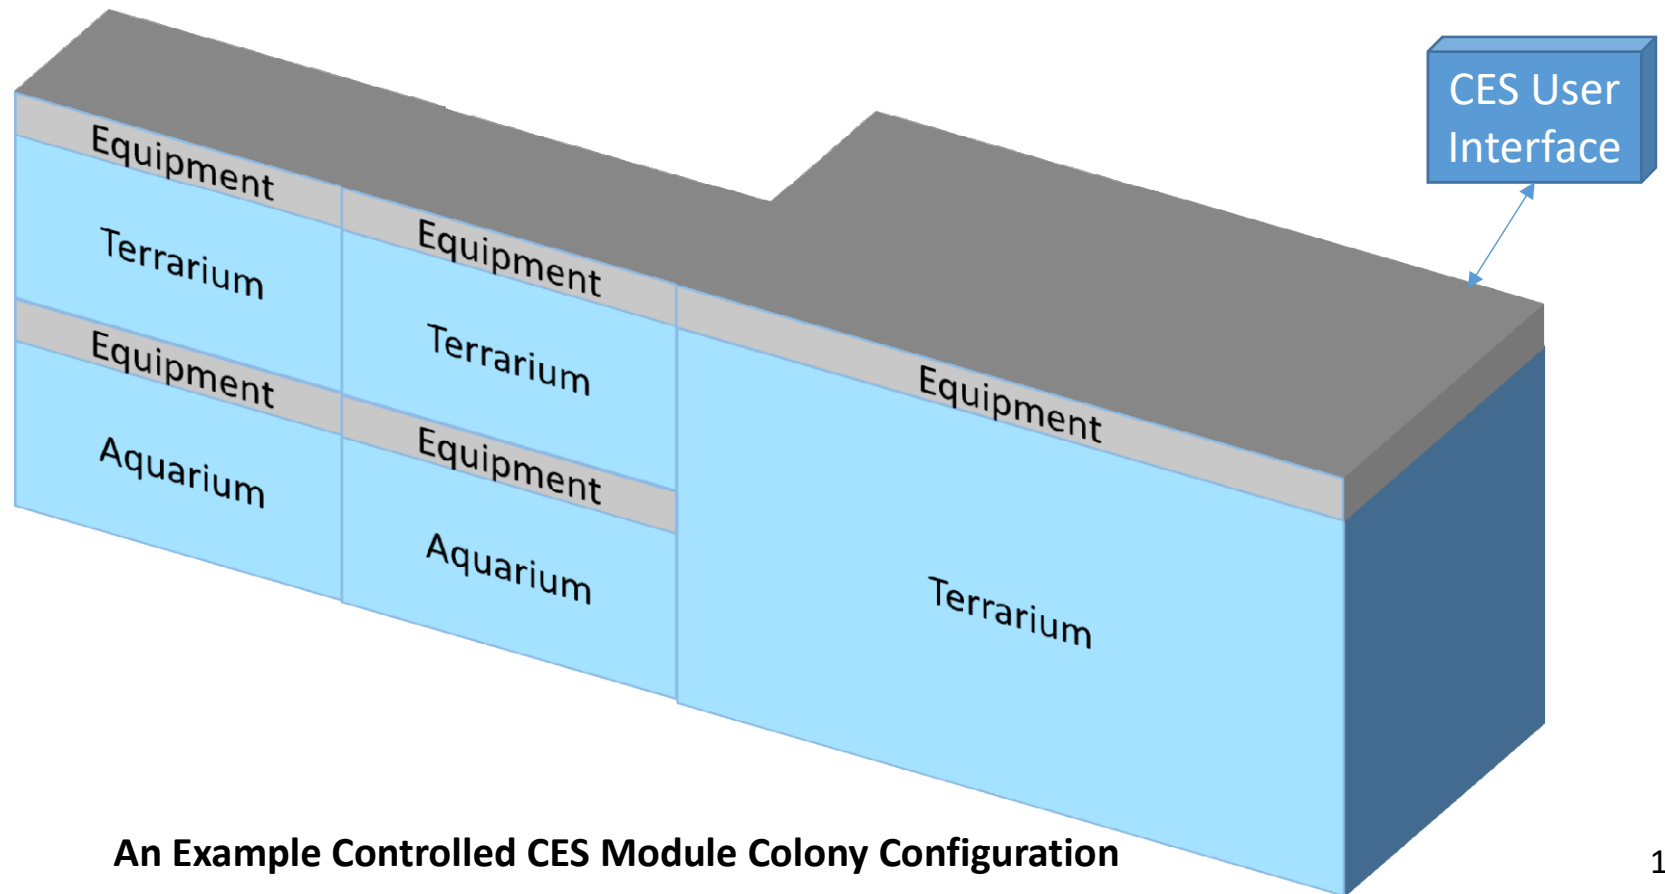 CES User
Interface
Equipment
Terrarium
Equipment
Aquarium
Equipment
Terrarium
Equipment
Aquarium
Equipment
Terrarium
An Example Controlled CES Module Colony Configuration
1